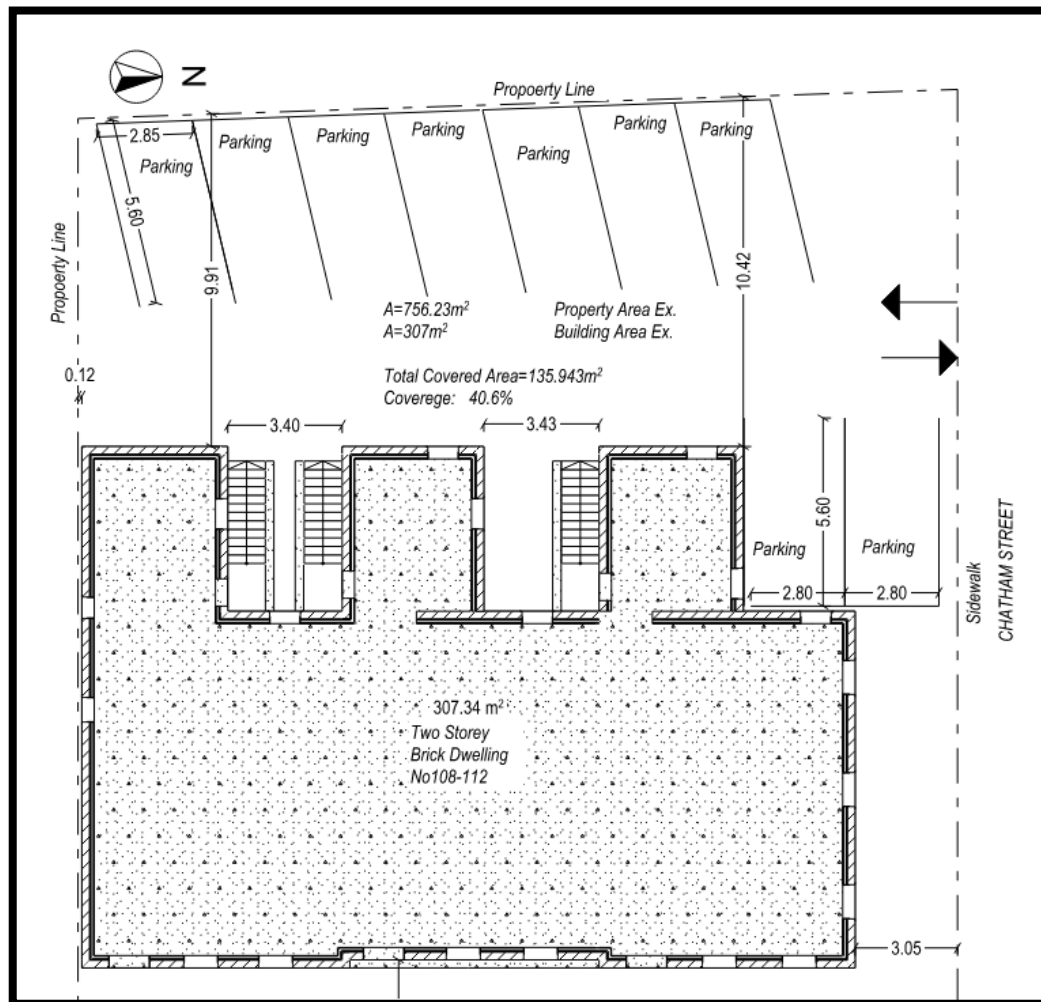 N
Propoerty Line
2.85
Parking
Parking
Parking
Parking
Parking
Parking
Parking
5.60
Propoerty Line
9.91
10.42
A=756.23m² Property Area Ex.
A=307m² Building Area Ex.
0.12
Total Covered Area=135.943m²
Coverege: 40.6%
3.40
3.43
5.60
Parking
Parking
2.80
2.80
Sidewalk
CHATHAM STREET
307.34 m²
Two Storey
Brick Dwelling
No108-112
3.05